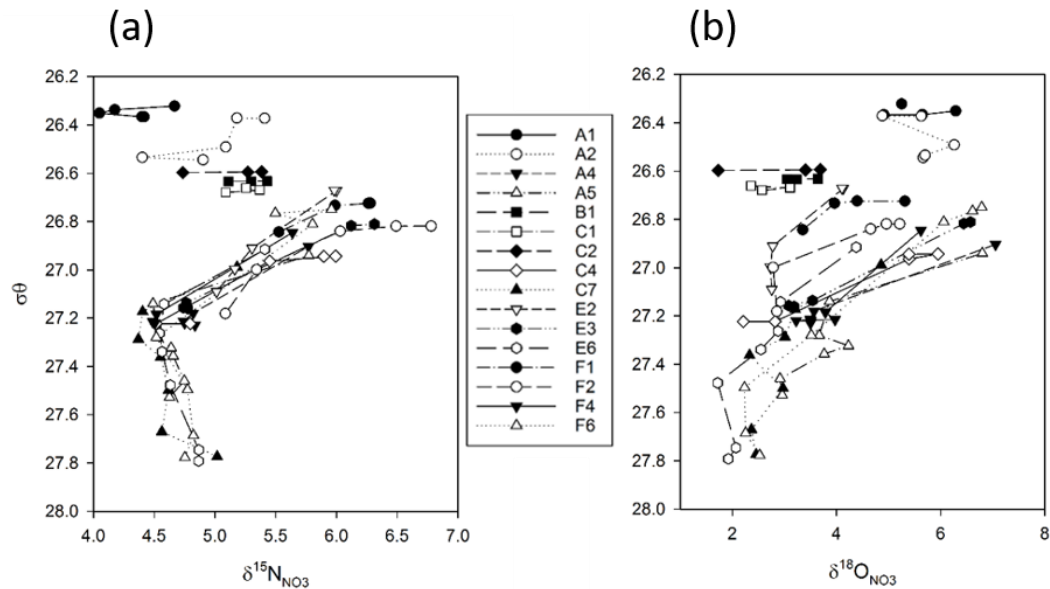 (a)
(b)
26.2
26.4
26.6
26.8
27.0
27.2
27.4
27.6
27.8
28.0
σθ
4.0 4.5 5.0 5.5 6.0 6.5 7.0
δ15NNO3
A1
A2
A4
A5
B1
C1
C2
C4
C7
E2
E3
E6
F1
F2
F4
F6
26.2
26.4
26.6
26.8
27.0
27.2
27.4
27.6
27.8
28.0
2 4 6 8
δ18ONO3